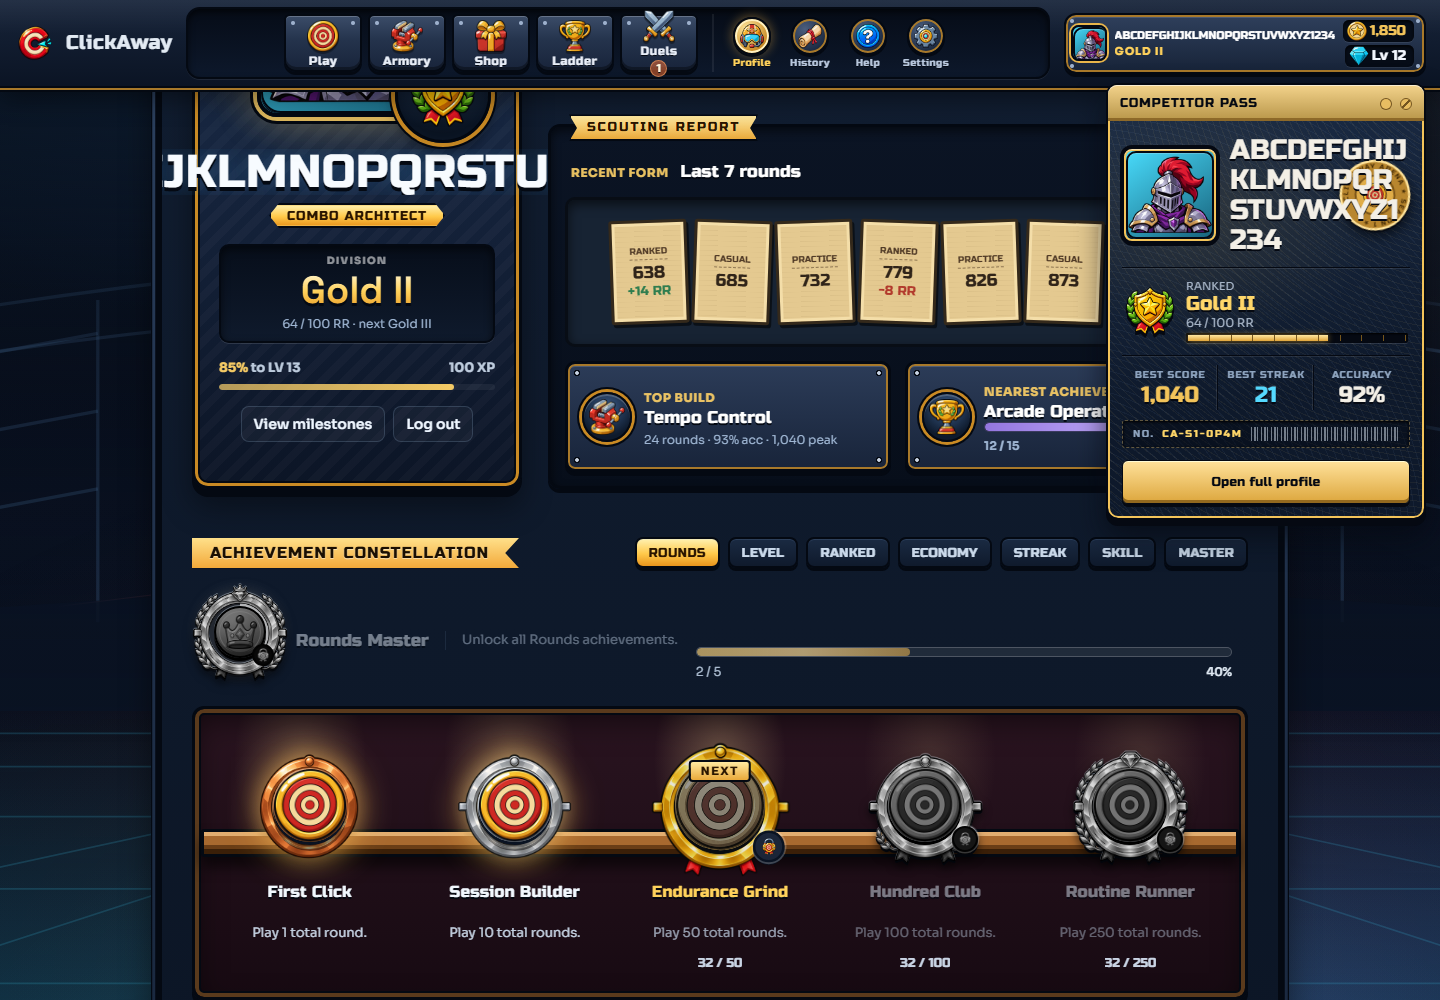 ClickAway
Play
Armory
Shop
Ladder
Duels
1
Profile
History
Help
Settings
ABCDEFGHIJKLMNOPQRSTUVWXYZ1234
GOLD II
1,850
Lv 12
COMPETITOR PASS
ABCDEFGHIJ
KLMNOPQR
STUVWXYZ1
234
RANKED
Gold II
64 / 100 RR
BEST SCORE
1,040
BEST STREAK
21
ACCURACY
92%
NO. CA-S1-0P4M
Open full profile
JKLMNOPQRSTU
COMBO ARCHITECT
DIVISION
Gold II
64 / 100 RR · next Gold III
85% to LV 13
100 XP
View milestones
Log out
SCOUTING REPORT
RECENT FORM Last 7 rounds
RANKED
638
+14 RR
CASUAL
685
PRACTICE
732
RANKED
779
-8 RR
PRACTICE
826
CASUAL
873
TOP BUILD
Tempo Control
24 rounds · 93% acc · 1,040 peak
NEAREST ACHIEVE
Arcade Operat
12 / 15
ACHIEVEMENT CONSTELLATION
ROUNDS
LEVEL
RANKED
ECONOMY
STREAK
SKILL
MASTER
Rounds Master
Unlock all Rounds achievements.
2 / 5
40%
NEXT
First Click
Play 1 total round.
Session Builder
Play 10 total rounds.
Endurance Grind
Play 50 total rounds.
32 / 50
Hundred Club
Play 100 total rounds.
32 / 100
Routine Runner
Play 250 total rounds.
32 / 250